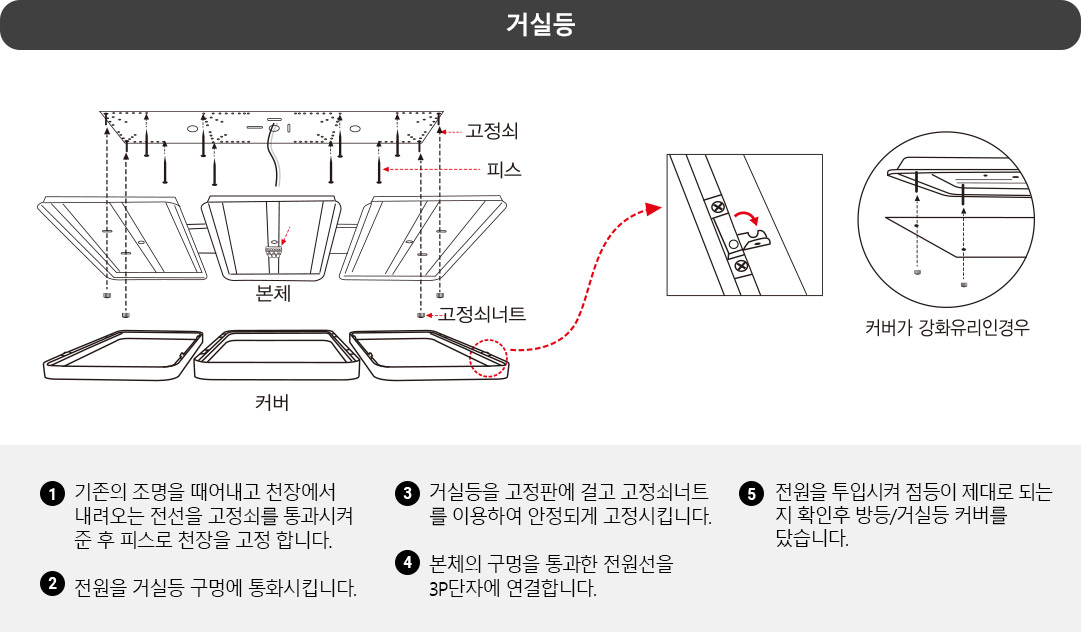 거실등
고정쇠
피스
본체
고정쇠너트
커버
커버가 강화유리인경우
1 기존의 조명을 때어내고 천장에서
내려오는 전선을 고정쇠를 통과시켜
준 후 피스로 천장을 고정 합니다.
2 전원을 거실등 구멍에 통화시킵니다.
3 거실등을 고정판에 걸고 고정쇠너트
를 이용하여 안정되게 고정시킵니다.
4 본체의 구멍을 통과한 전원선을
3P단자에 연결합니다.
5 전원을 투입시켜 점등이 제대로 되는
지 확인후 방등/거실등 커버를
닸습니다.